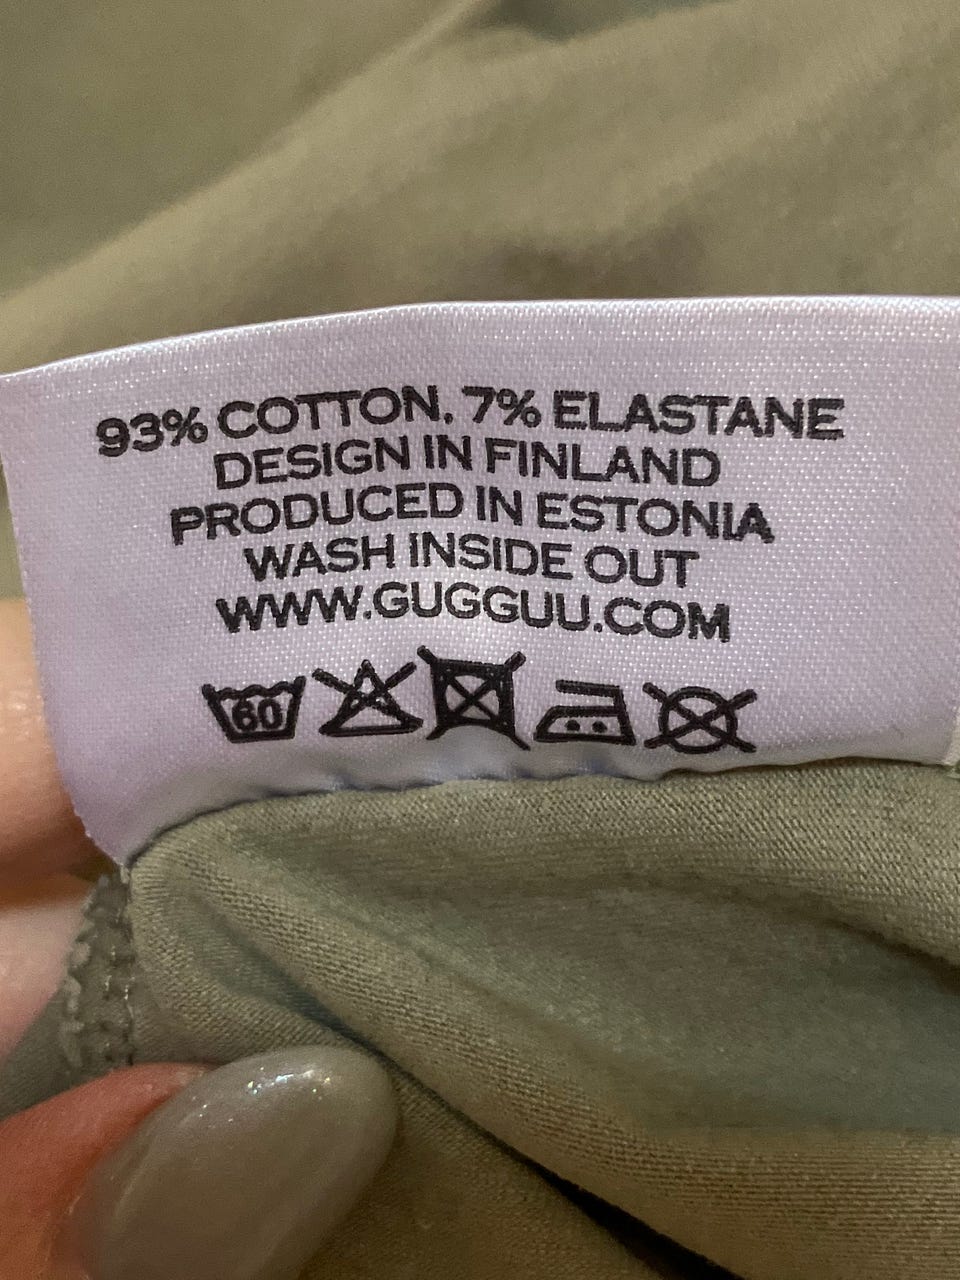 93% COTTON, 7% ELASTANE
DESIGN IN FINLAND
PRODUCED IN ESTONIA
WASH INSIDE OUT
WWW.GUGGUU.COM
60